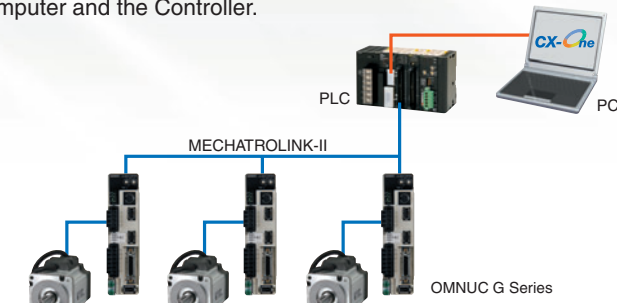 mputer and the Controller.
CX-One
PLC
PC
MECHATROLINK-II
OMNUC G Series